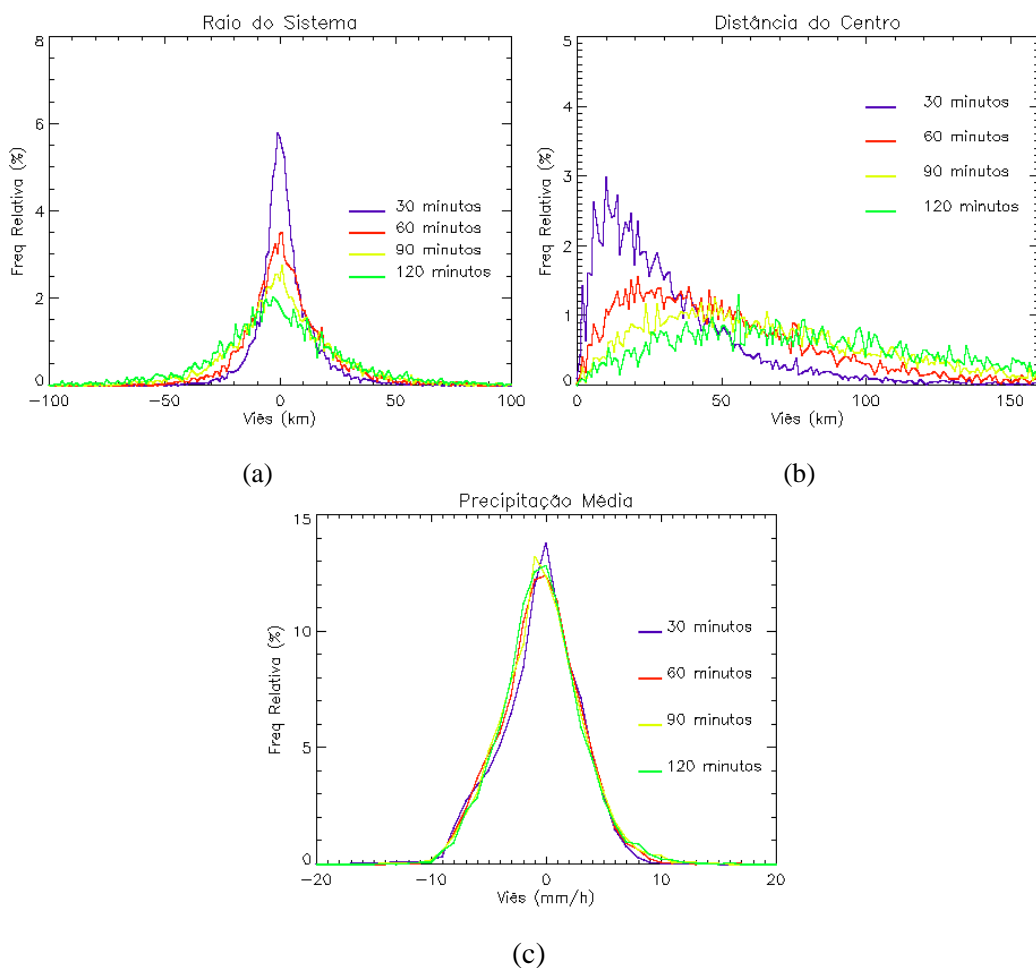 Raio do Sistema
Freq Relativa (%)
8
6
4
2
0
30 minutos
60 minutos
90 minutos
120 minutos
−100
−50
0
50
100
Viês (km)
(a)
Distância do Centro
Freq Relativa (%)
5
4
3
2
1
0
30 minutos
60 minutos
90 minutos
120 minutos
0
50
100
150
Viês (km)
(b)
Precipitação Média
Freq Relativa (%)
15
10
5
0
30 minutos
60 minutos
90 minutos
120 minutos
−20
−10
0
10
20
Viês (mm/h)
(c)